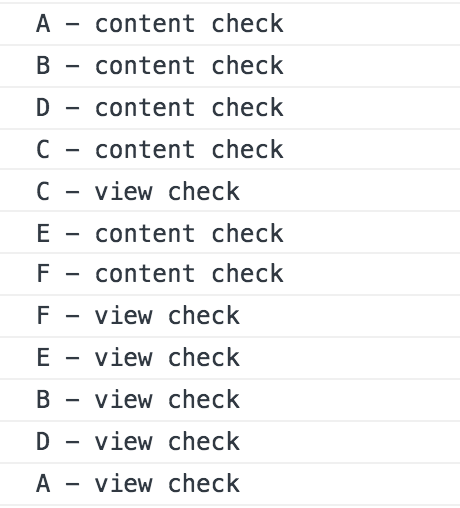 A – content check
B – content check
D – content check
C – content check
C – view check
E – content check
F – content check
F – view check
E – view check
B – view check
D – view check
A – view check